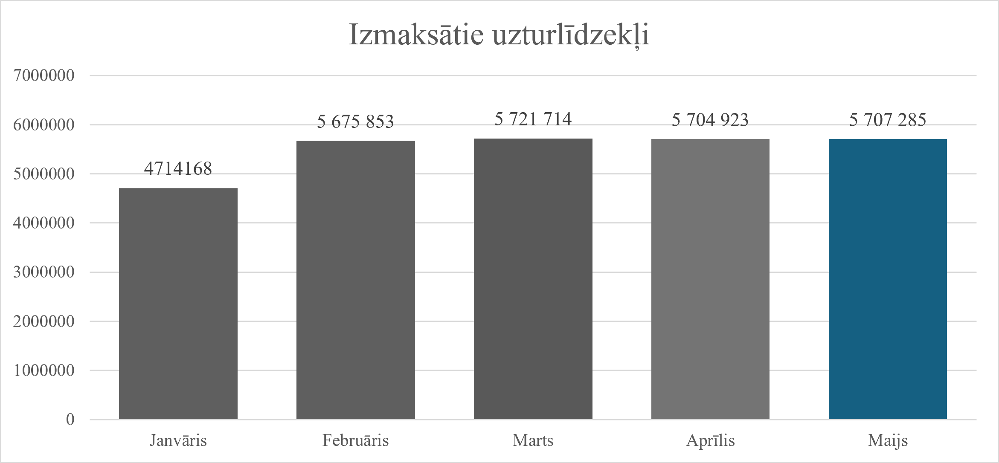 Izmaksātie uzturlīdzekļi
7000000
6000000
5000000
4000000
3000000
2000000
1000000
0
4714168
5 675 853
5 721 714
5 704 923
5 707 285
Janvāris
Februāris
Marts
Aprīlis
Maijs